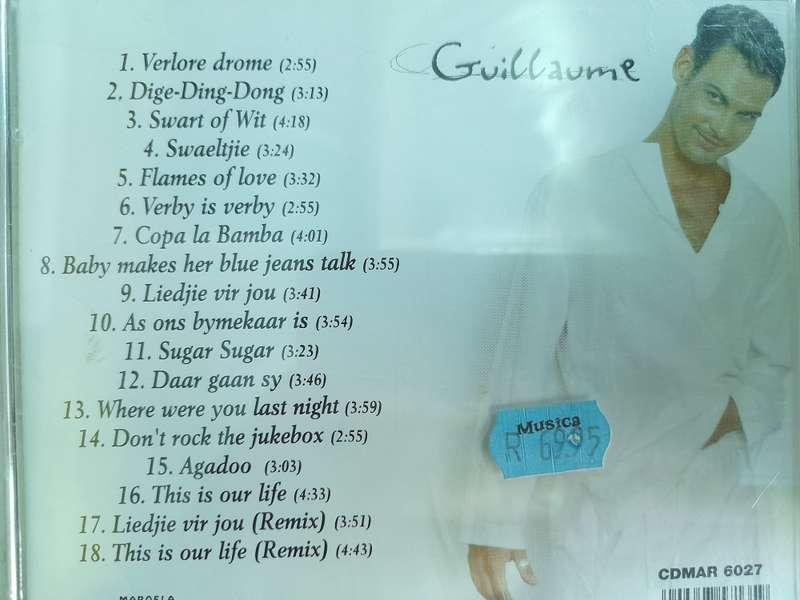 Guillaume
1. Verlore drome (2:55)
2. Dige-Ding-Dong (3:13)
3. Swart of Wit (4:18)
4. Swaeltjie (3:24)
5. Flames of love (3:32)
6. Verby is verby (2:55)
7. Copa la Bamba (4:01)
8. Baby makes her blue jeans talk (3:55)
9. Liedjie vir jou (3:41)
10. As ons bymekaar is (3:54)
11. Sugar Sugar (3:23)
12. Daar gaan sy (3:46)
13. Where were you last night (3:59)
14. Don't rock the jukebox (2:55)
15. Agadoo (3:03)
16. This is our life (4:33)
17. Liedjie vir jou (Remix) (3:51)
18. This is our life (Remix) (4:43)
Musica
R 6995
CDMAR 6027
MAROELA